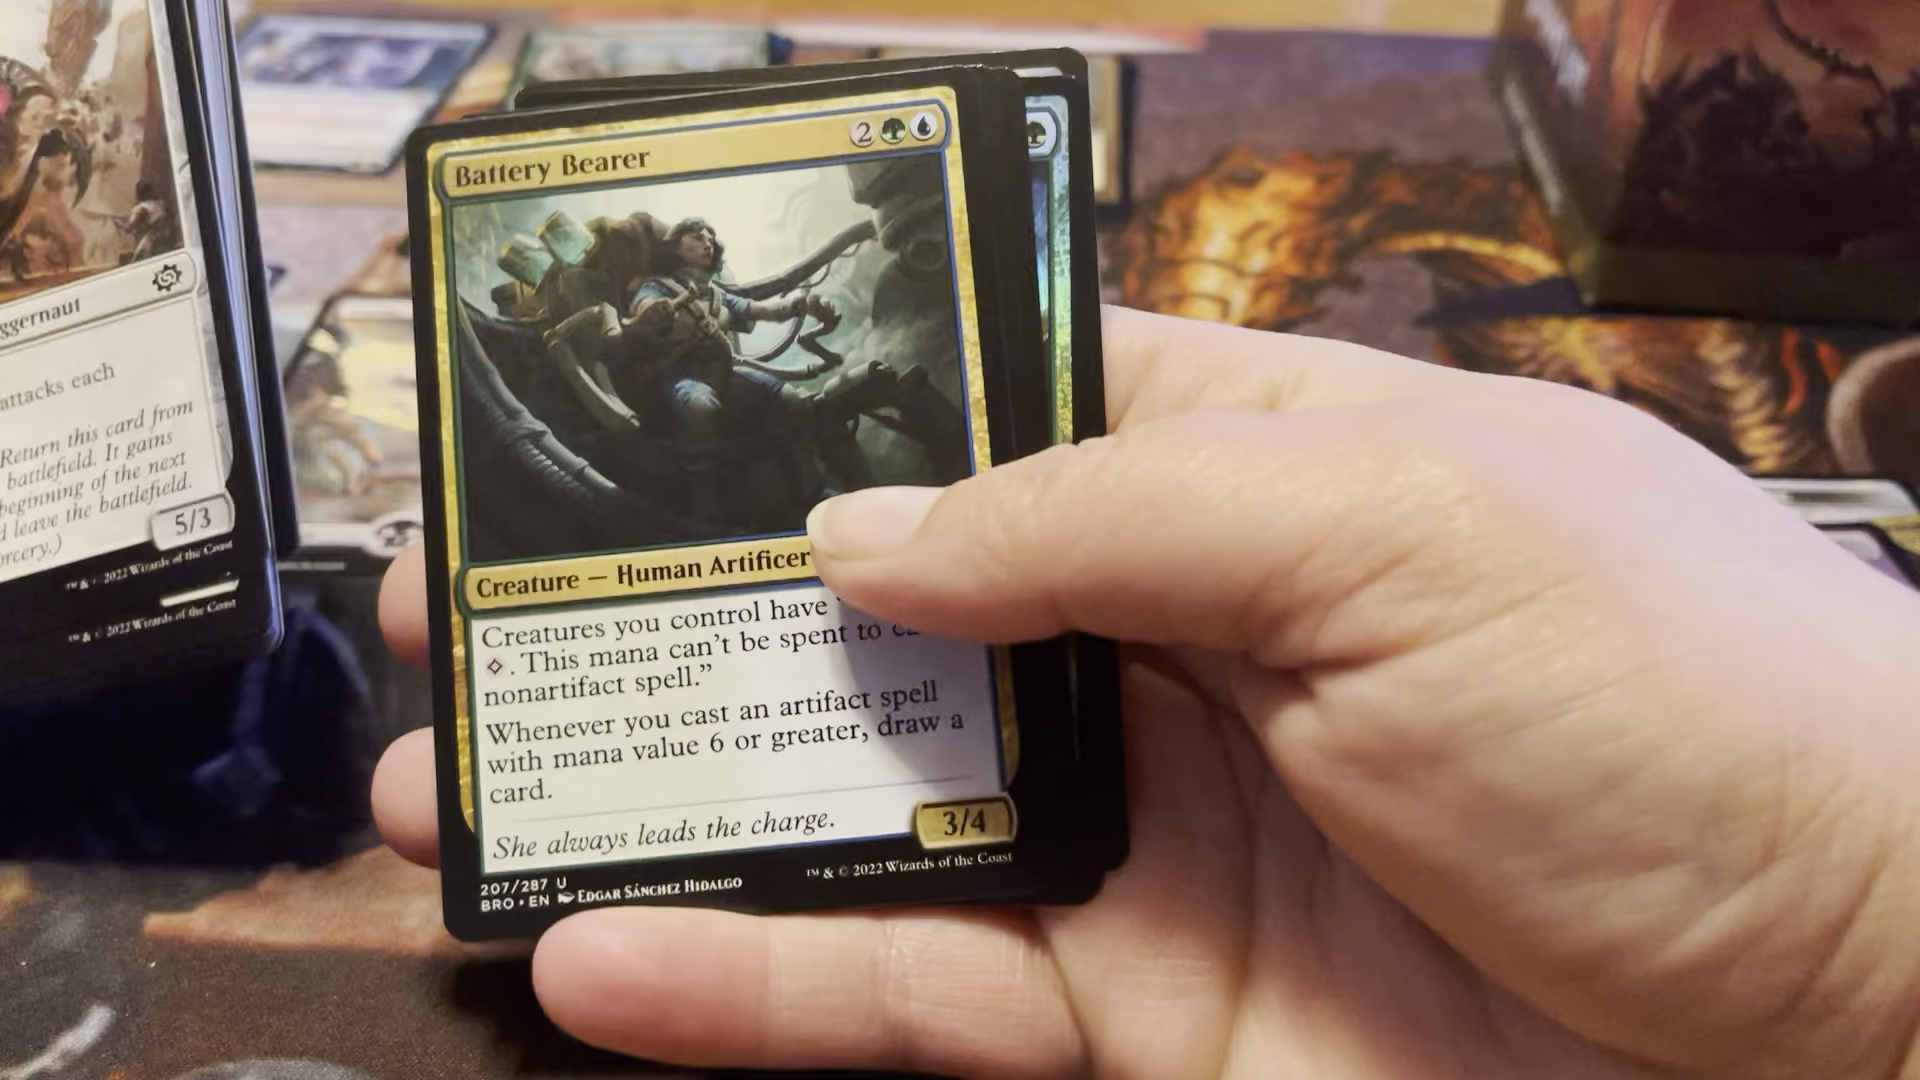 ggernaut
attacks each
Return this card from
battlefield. It gains
beginning of the next
d leave the battlefield.
orcery.)
5/3
™ & © 2022 Wizards of the Coast
™ & © 2022 Wizards of the Coast
Battery Bearer
2
Creature — Human Artificer
Creatures you control have
. This mana can't be spent to
nonartifact spell.”
Whenever you cast an artifact spell
with mana value 6 or greater, draw a
card.
She always leads the charge.
3/4
207/287 U
BRO • EN EDGAR SÁNCHEZ HIDALGO
™ & © 2022 Wizards of the Coast